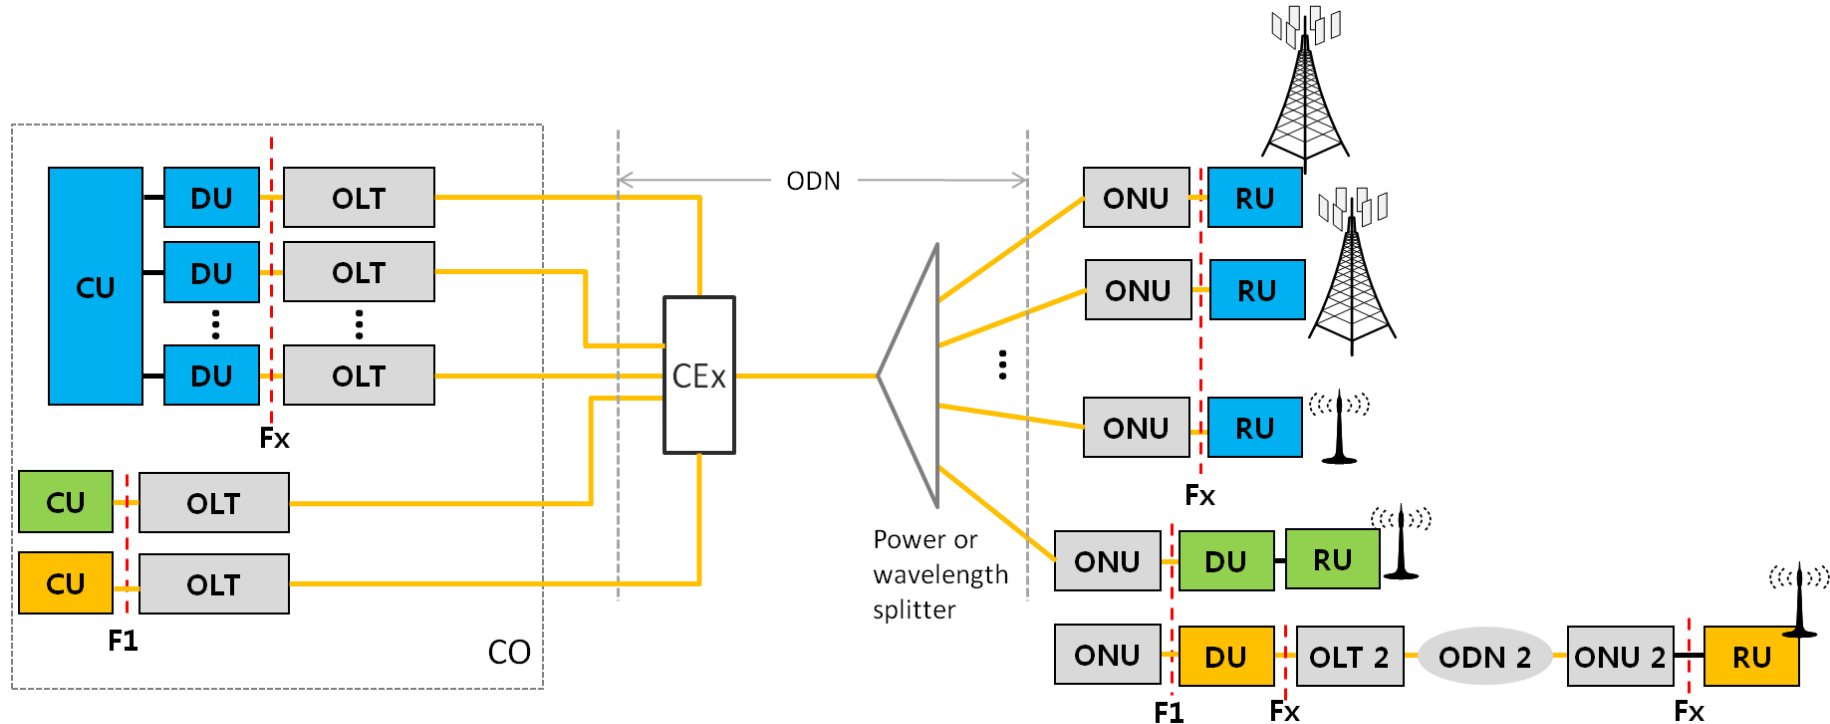 ODN
CU
DU
OLT
DU
OLT
DU
OLT
Fx
CU
OLT
CU
OLT
F1
CO
CEx
Power or
wavelength
splitter
ONU
RU
ONU
RU
ONU
RU
Fx
ONU
DU
RU
ONU
DU
OLT 2
ODN 2
ONU 2
RU
F1
Fx
Fx